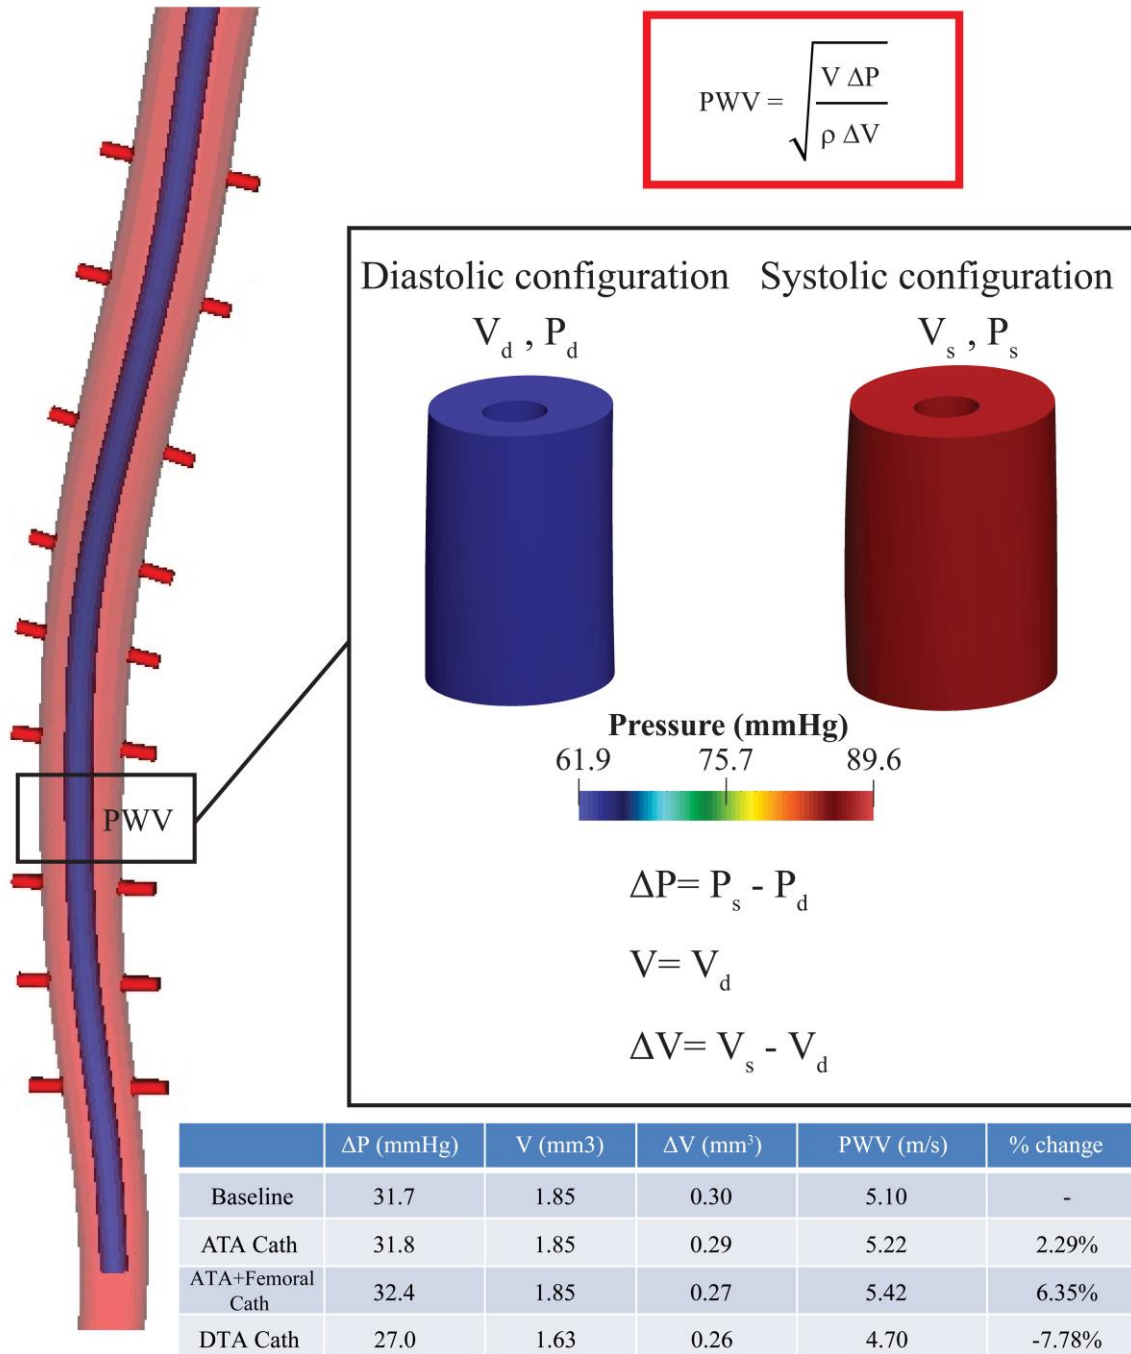 PWV = √(V ΔP / ρ ΔV)
Diastolic configuration
V_d , P_d
Systolic configuration
V_s , P_s
Pressure (mmHg)
61.9 75.7 89.6
PWV
ΔP= P_s - P_d
V= V_d
ΔV= V_s - V_d
ΔP (mmHg) V (mm3) ΔV (mm³) PWV (m/s) % change
Baseline 31.7 1.85 0.30 5.10 -
ATA Cath 31.8 1.85 0.29 5.22 2.29%
ATA+Femoral Cath 32.4 1.85 0.27 5.42 6.35%
DTA Cath 27.0 1.63 0.26 4.70 -7.78%